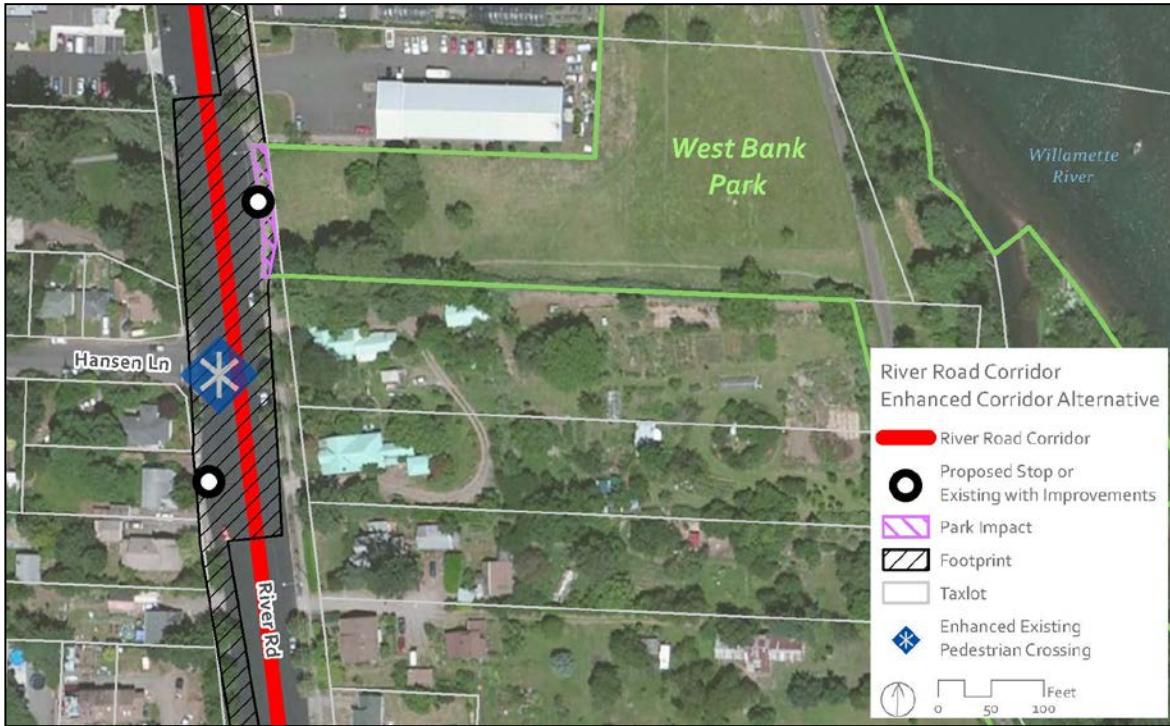 West Bank
Park
Willamette
River
Hansen Ln
River Rd
River Road Corridor
Enhanced Corridor Alternative
River Road Corridor
Proposed Stop or
Existing with Improvements
Park Impact
Footprint
Taxlot
Enhanced Existing
Pedestrian Crossing
Feet
0 50 100